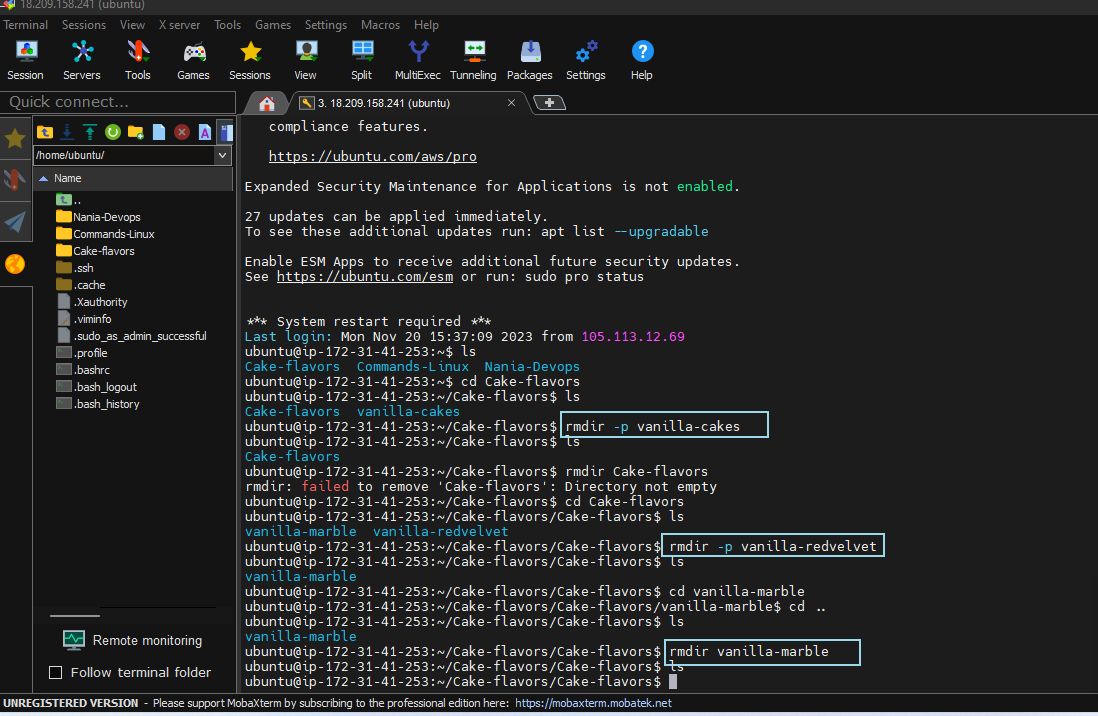 18.209.158.241 (ubuntu)
Terminal Sessions View X server Tools Games Settings Macros Help
Session Servers Tools Games Sessions View Split MultiExec Tunneling Packages Settings Help
Quick connect...
3. 18.209.158.241 (ubuntu)
/home/ubuntu/
Name
..
Nania-Devops
Commands-Linux
Cake-flavors
.ssh
.cache
.Xauthority
.viminfo
.sudo_as_admin_successful
.profile
.bashrc
.bash_logout
.bash_history
Remote monitoring
Follow terminal folder
compliance features.
https://ubuntu.com/aws/pro
Expanded Security Maintenance for Applications is not enabled.
27 updates can be applied immediately.
To see these additional updates run: apt list --upgradable
Enable ESM Apps to receive additional future security updates.
See https://ubuntu.com/esm or run: sudo pro status
*** System restart required ***
Last login: Mon Nov 20 15:37:09 2023 from 105.113.12.69
ubuntu@ip-172-31-41-253:~$ ls
Cake-flavors Commands-Linux Nania-Devops
ubuntu@ip-172-31-41-253:~$ cd Cake-flavors
ubuntu@ip-172-31-41-253:~/Cake-flavors$ ls
Cake-flavors vanilla-cakes
ubuntu@ip-172-31-41-253:~/Cake-flavors$ rmdir -p vanilla-cakes
ubuntu@ip-172-31-41-253:~/Cake-flavors$ ls
Cake-flavors
ubuntu@ip-172-31-41-253:~/Cake-flavors$ rmdir Cake-flavors
rmdir: failed to remove 'Cake-flavors': Directory not empty
ubuntu@ip-172-31-41-253:~/Cake-flavors$ cd Cake-flavors
ubuntu@ip-172-31-41-253:~/Cake-flavors/Cake-flavors$ ls
vanilla-marble vanilla-redvelvet
ubuntu@ip-172-31-41-253:~/Cake-flavors/Cake-flavors$ rmdir -p vanilla-redvelvet
ubuntu@ip-172-31-41-253:~/Cake-flavors/Cake-flavors$ ls
vanilla-marble
ubuntu@ip-172-31-41-253:~/Cake-flavors/Cake-flavors$ cd vanilla-marble
ubuntu@ip-172-31-41-253:~/Cake-flavors/Cake-flavors/vanilla-marble$ cd ..
ubuntu@ip-172-31-41-253:~/Cake-flavors/Cake-flavors$ ls
vanilla-marble
ubuntu@ip-172-31-41-253:~/Cake-flavors/Cake-flavors$ rmdir vanilla-marble
ubuntu@ip-172-31-41-253:~/Cake-flavors/Cake-flavors$ ls
ubuntu@ip-172-31-41-253:~/Cake-flavors/Cake-flavors$
UNREGISTERED VERSION - Please support MobaXterm by subscribing to the professional edition here: https://mobaxterm.mobatek.net